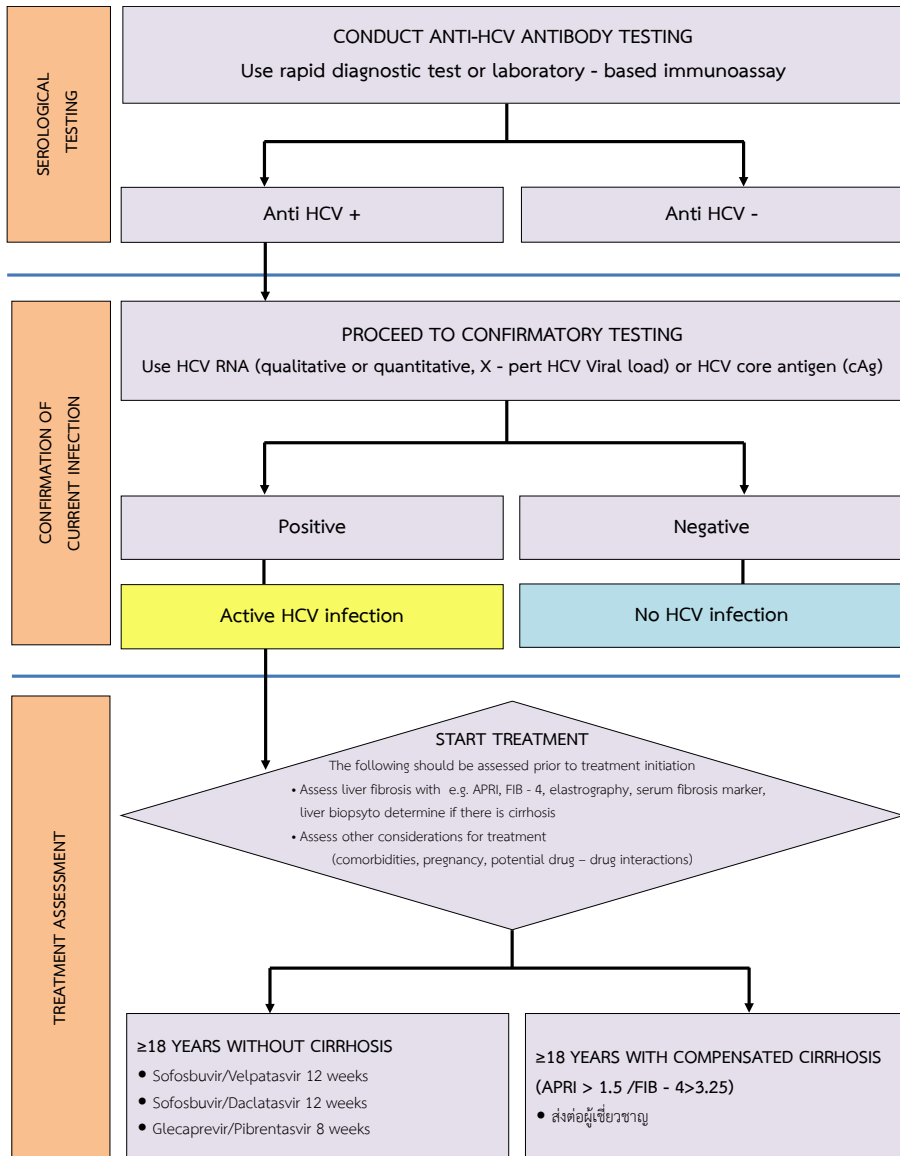 SEROLOGICAL
TESTING
CONDUCT ANTI-HCV ANTIBODY TESTING
Use rapid diagnostic test or laboratory - based immunoassay
Anti HCV +
Anti HCV -
CONFIRMATION OF
CURRENT INFECTION
PROCEED TO CONFIRMATORY TESTING
Use HCV RNA (qualitative or quantitative, X - pert HCV Viral load) or HCV core antigen (cAg)
Positive
Negative
Active HCV infection
No HCV infection
TREATMENT ASSESSMENT
START TREATMENT
The following should be assessed prior to treatment initiation
• Assess liver fibrosis with e.g. APRI, FIB - 4, elastrography, serum fibrosis marker,
liver biopsyto determine if there is cirrhosis
• Assess other considerations for treatment
(comorbidities, pregnancy, potential drug – drug interactions)
≥18 YEARS WITHOUT CIRRHOSIS
• Sofosbuvir/Velpatasvir 12 weeks
• Sofosbuvir/Daclatasvir 12 weeks
• Glecaprevir/Pibrentasvir 8 weeks
≥18 YEARS WITH COMPENSATED CIRRHOSIS
(APRI > 1.5 /FIB - 4>3.25)
• ส่งต่อผู้เชี่ยวชาญ